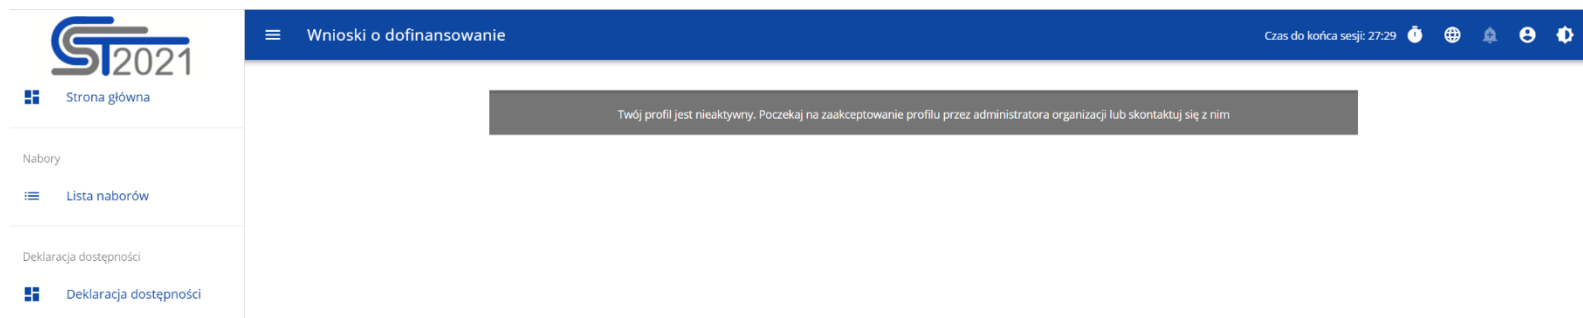 CST2021
Wnioski o dofinansowanie
Czas do końca sesji: 27:29
Strona główna
Twój profil jest nieaktywny. Poczekaj na zaakceptowanie profilu przez administratora organizacji lub skontaktuj się z nim
Nabory
Lista naborów
Deklaracja dostępności
Deklaracja dostępności